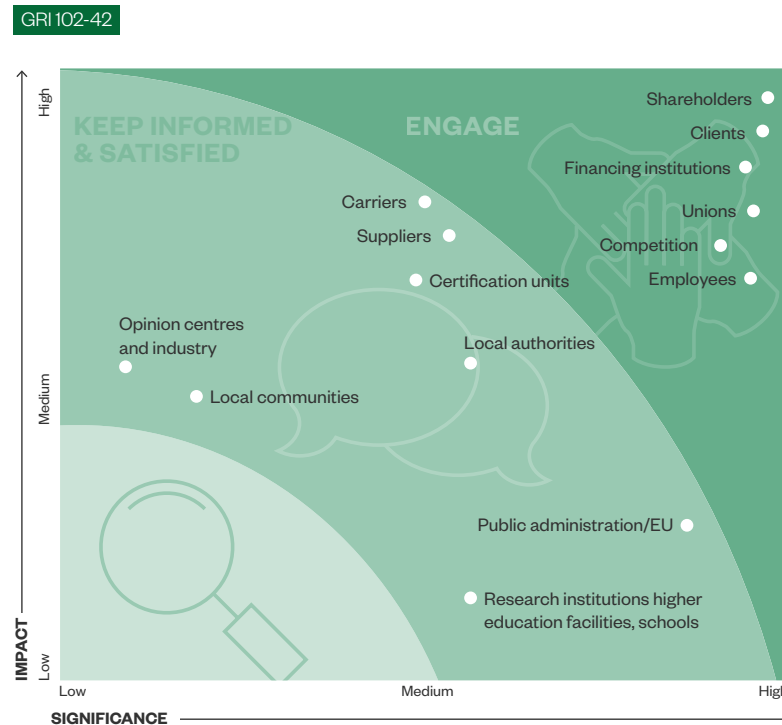 GRI 102-42
High
KEEP INFORMED
& SATISFIED
ENGAGE
Shareholders
Clients
Financing institutions
Carriers
Unions
Suppliers
Competition
Certification units
Employees
Opinion centres
and industry
Local authorities
Medium
Local communities
Public administration/EU
Research institutions higher
education facilities, schools
IMPACT
Low
Low
Medium
High
SIGNIFICANCE